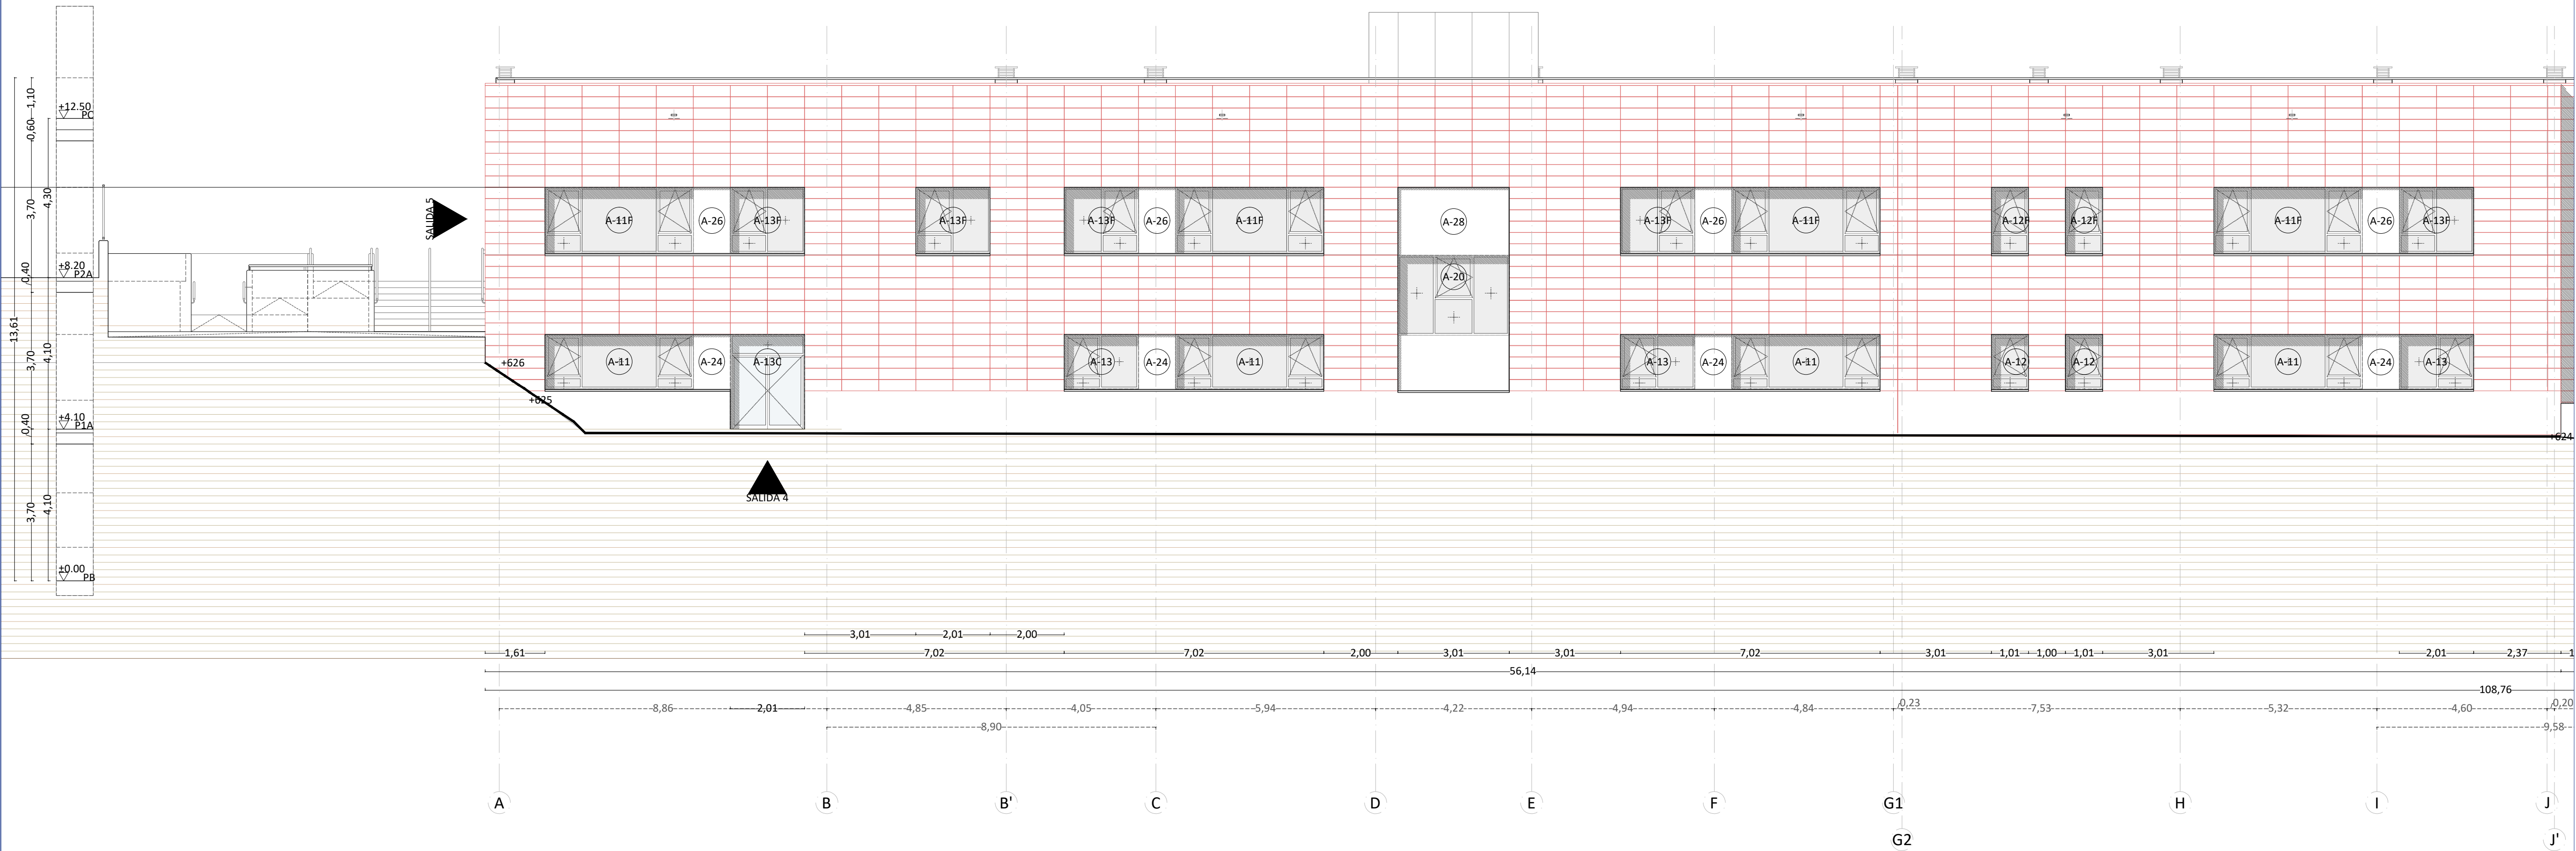 1,10
+12.50
PC
0,60
4,30
3,70
SALIDA 5
A-11F
A-26
A-13F
A-13F
A-13F
A-26
A-11F
A-28
A-13F
A-26
A-11F
A-12F
A-12F
A-11F
A-26
A-13F
+8.20
P2A
0,40
A-20
13,61
3,70
4,10
+626
A-11
A-24
A-13C
A-13
A-24
A-11
A-13
A-24
A-11
A-12
A-12
A-11
A-24
A-13
+625
+4.10
P1A
0,40
+624
SALIDA 4
3,70
4,10
±0.00
PB
3,01 2,01 2,00
1,61 7,02 7,02 2,00 3,01 3,01 7,02 3,01 1,01 1,00 1,01 3,01 2,01 2,37 1
56,14
108,76
8,86 2,01 4,85 4,05 5,94 4,22 4,94 4,84 0,23 7,53 5,32 4,60 0,20
8,90 9,58
A B B' C D E F G1 H I J
G2 J'